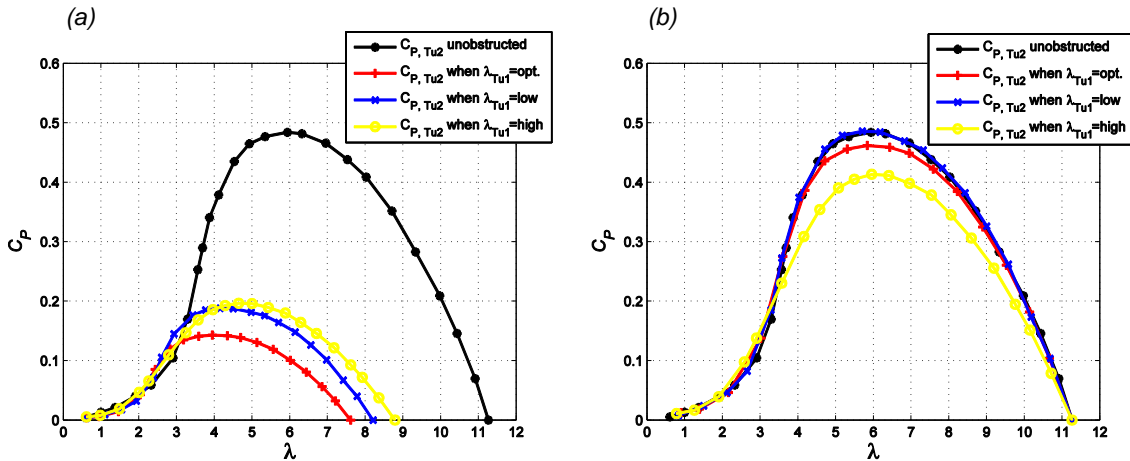 (a)
C_P, Tu2 unobstructed
C_P, Tu2 when λ_Tu1=opt.
C_P, Tu2 when λ_Tu1=low
C_P, Tu2 when λ_Tu1=high
0.6
0.5
0.4
0.3
0.2
0.1
0
C_P
0 1 2 3 4 5 6 7 8 9 10 11 12
λ
(b)
C_P, Tu2 unobstructed
C_P, Tu2 when λ_Tu1=opt.
C_P, Tu2 when λ_Tu1=low
C_P, Tu2 when λ_Tu1=high
0.6
0.5
0.4
0.3
0.2
0.1
0
C_P
0 1 2 3 4 5 6 7 8 9 10 11 12
λ